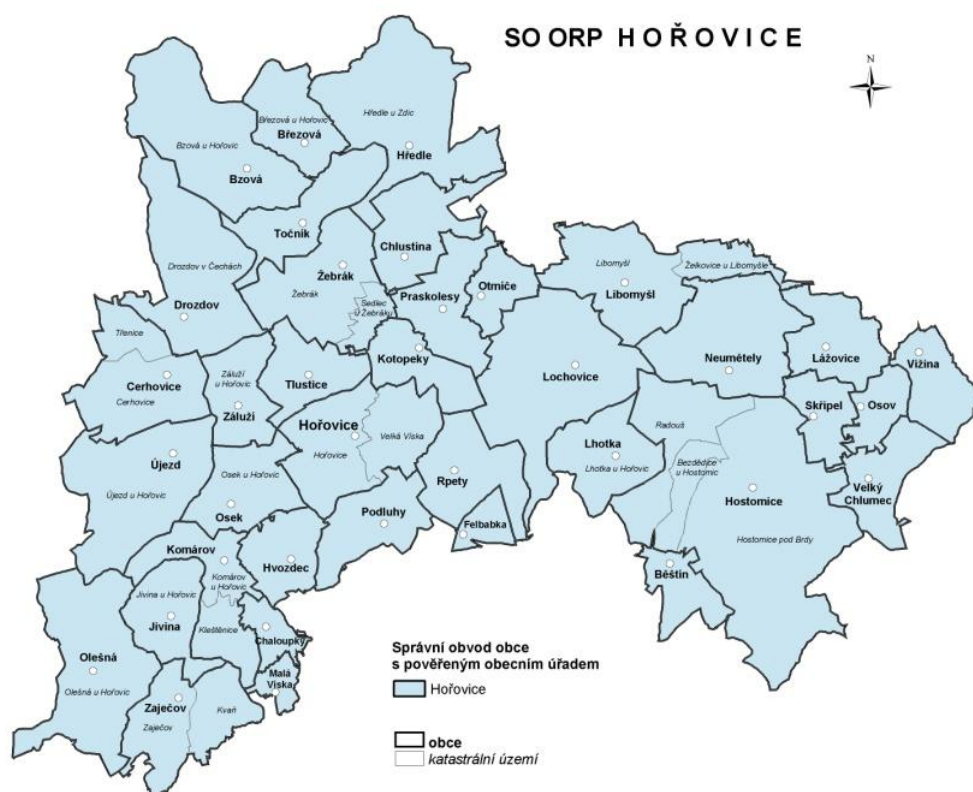 SO ORP HOŘOVICE
N
Hředle u Zdic
Březová u Hořovic
Březová
Bzová u Hořovic
Hředle
Bzová
Točník
Chlustina
Drozdov v Čechách
Žebrák
Žebrák
Libomyšl
Želkovice u Libomyšle
Libomyšl
Sedlec
u Žebráku
Praskolesy
Otmíče
Drozdov
Třenice
Kotopeky
Neumětely
Lážovice
Vižina
Cerhovice
Cerhovice
Záluží
u Hořovic
Záluží
Tlustice
Lochovice
Skřipel
Osov
Hořovice
Hořovice
Velká Víska
Radouš
Lhotka
Lhotka u Hořovic
Bezdědice
u Hostomic
Újezd
Újezd u Hořovic
Osek u Hořovic
Osek
Rpety
Hostomice
Velký
Chlumec
Podluhy
Felbabka
Hostomice pod Brdy
Komárov
Komárov
u Hořovic
Hvozdec
Běštín
Jivina u Hořovic
Jivina
Kleštěnice
Chaloupky
Olešná
Olešná u Hořovic
Malá
Víska
Zaječov
Zaječov
Kvaň
Správní obvod obce
s pověřeným obecním úřadem
Hořovice
obce
katastrální území